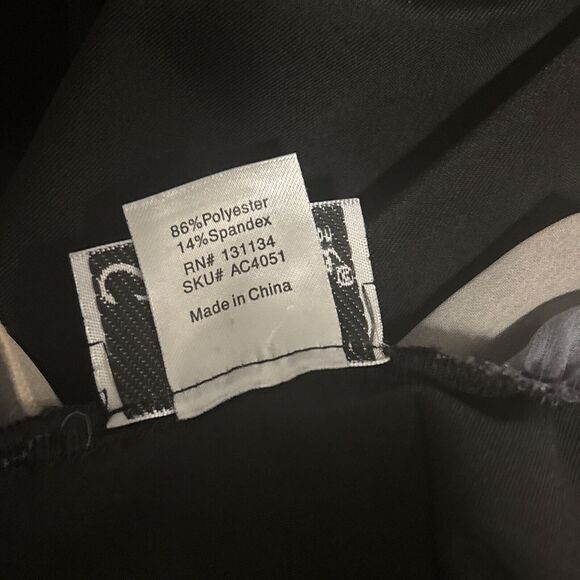 86%Polyester
14%Spandex
RN# 131134
SKU# AC4051
Made in China